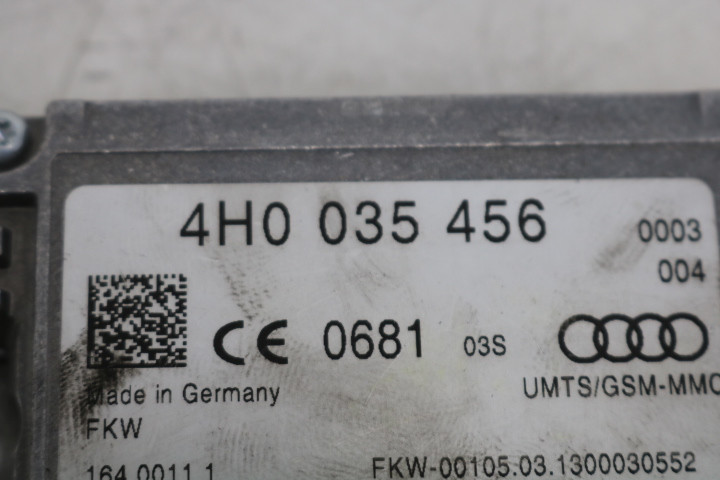 4H0 035 456 0003
004
CE 0681 03S
Made in Germany UMTS/GSM-MMC
FKW
164.0011.1 FKW-00105.03.1300030552